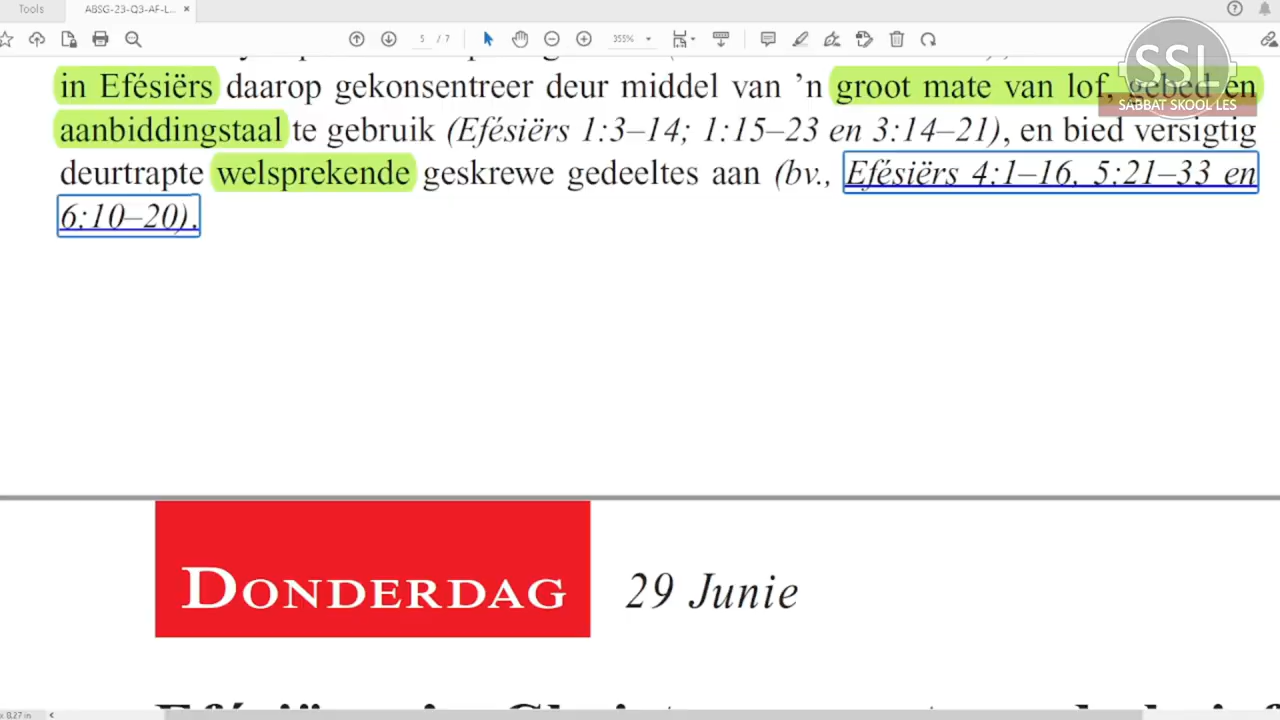 Tools
ABSG-23-Q3-AF-L...
5 / 7
355%
SSL
SABBAT SKOOL LES
in Efésiërs daarop gekonsentreer deur middel van ’n groot mate van lof, gebed en
aanbiddingstaal te gebruik (Efésiërs 1:3–14; 1:15–23 en 3:14–21), en bied versigtig
deurtrapte welsprekende geskrewe gedeeltes aan (bv., Efésiërs 4:1–16, 5:21–33 en
6:10–20).
DONDERDAG 29 Junie
x 8.27 in